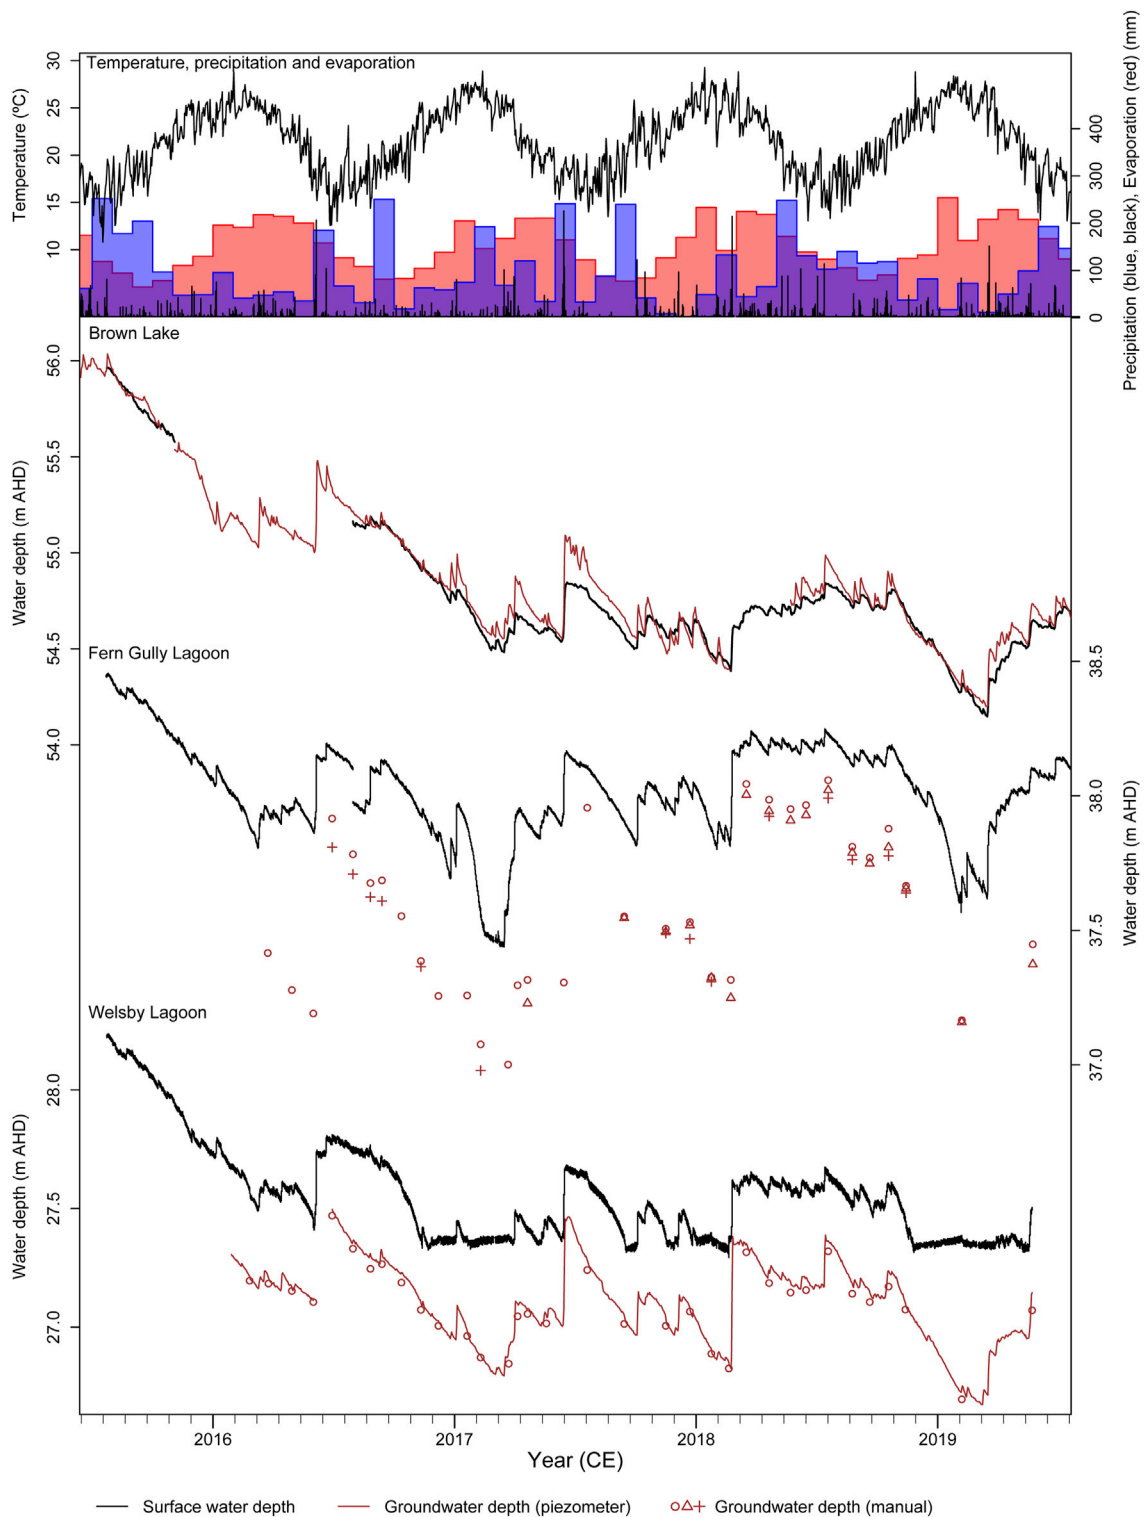 Temperature, precipitation and evaporation
30
25
20
15
10
Temperature (ºC)
400
300
200
100
0
Precipitation (blue, black), Evaporation (red) (mm)
Brown Lake
56.0
55.5
55.0
54.5
54.0
Water depth (m AHD)
Fern Gully Lagoon
38.5
38.0
37.5
37.0
Water depth (m AHD)
Welsby Lagoon
28.0
27.5
27.0
Water depth (m AHD)
2016 2017 2018 2019
Year (CE)
Surface water depth Groundwater depth (piezometer) Groundwater depth (manual)